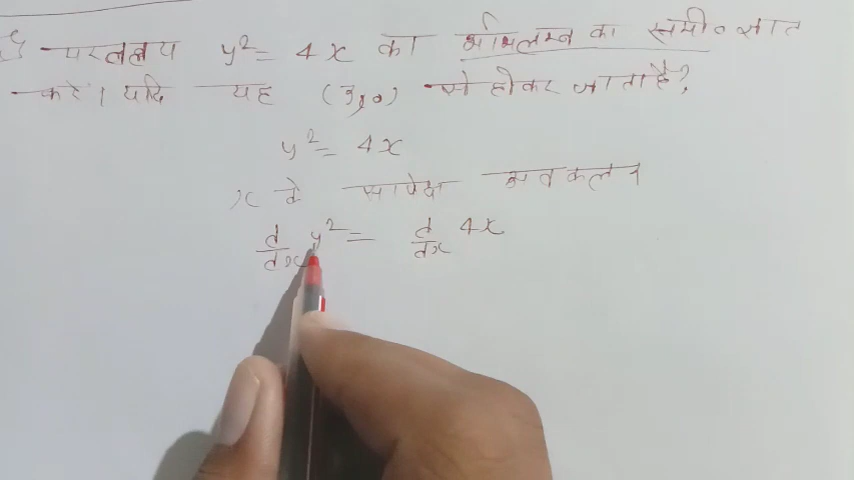 परवलय y² = 4x का अभिलम्ब का समी० ज्ञात
करें। यदि यह (3,0) से होकर जाता है?
y² = 4x
x के सापेक्ष अवकलन
d/dx y² = d/dx 4x